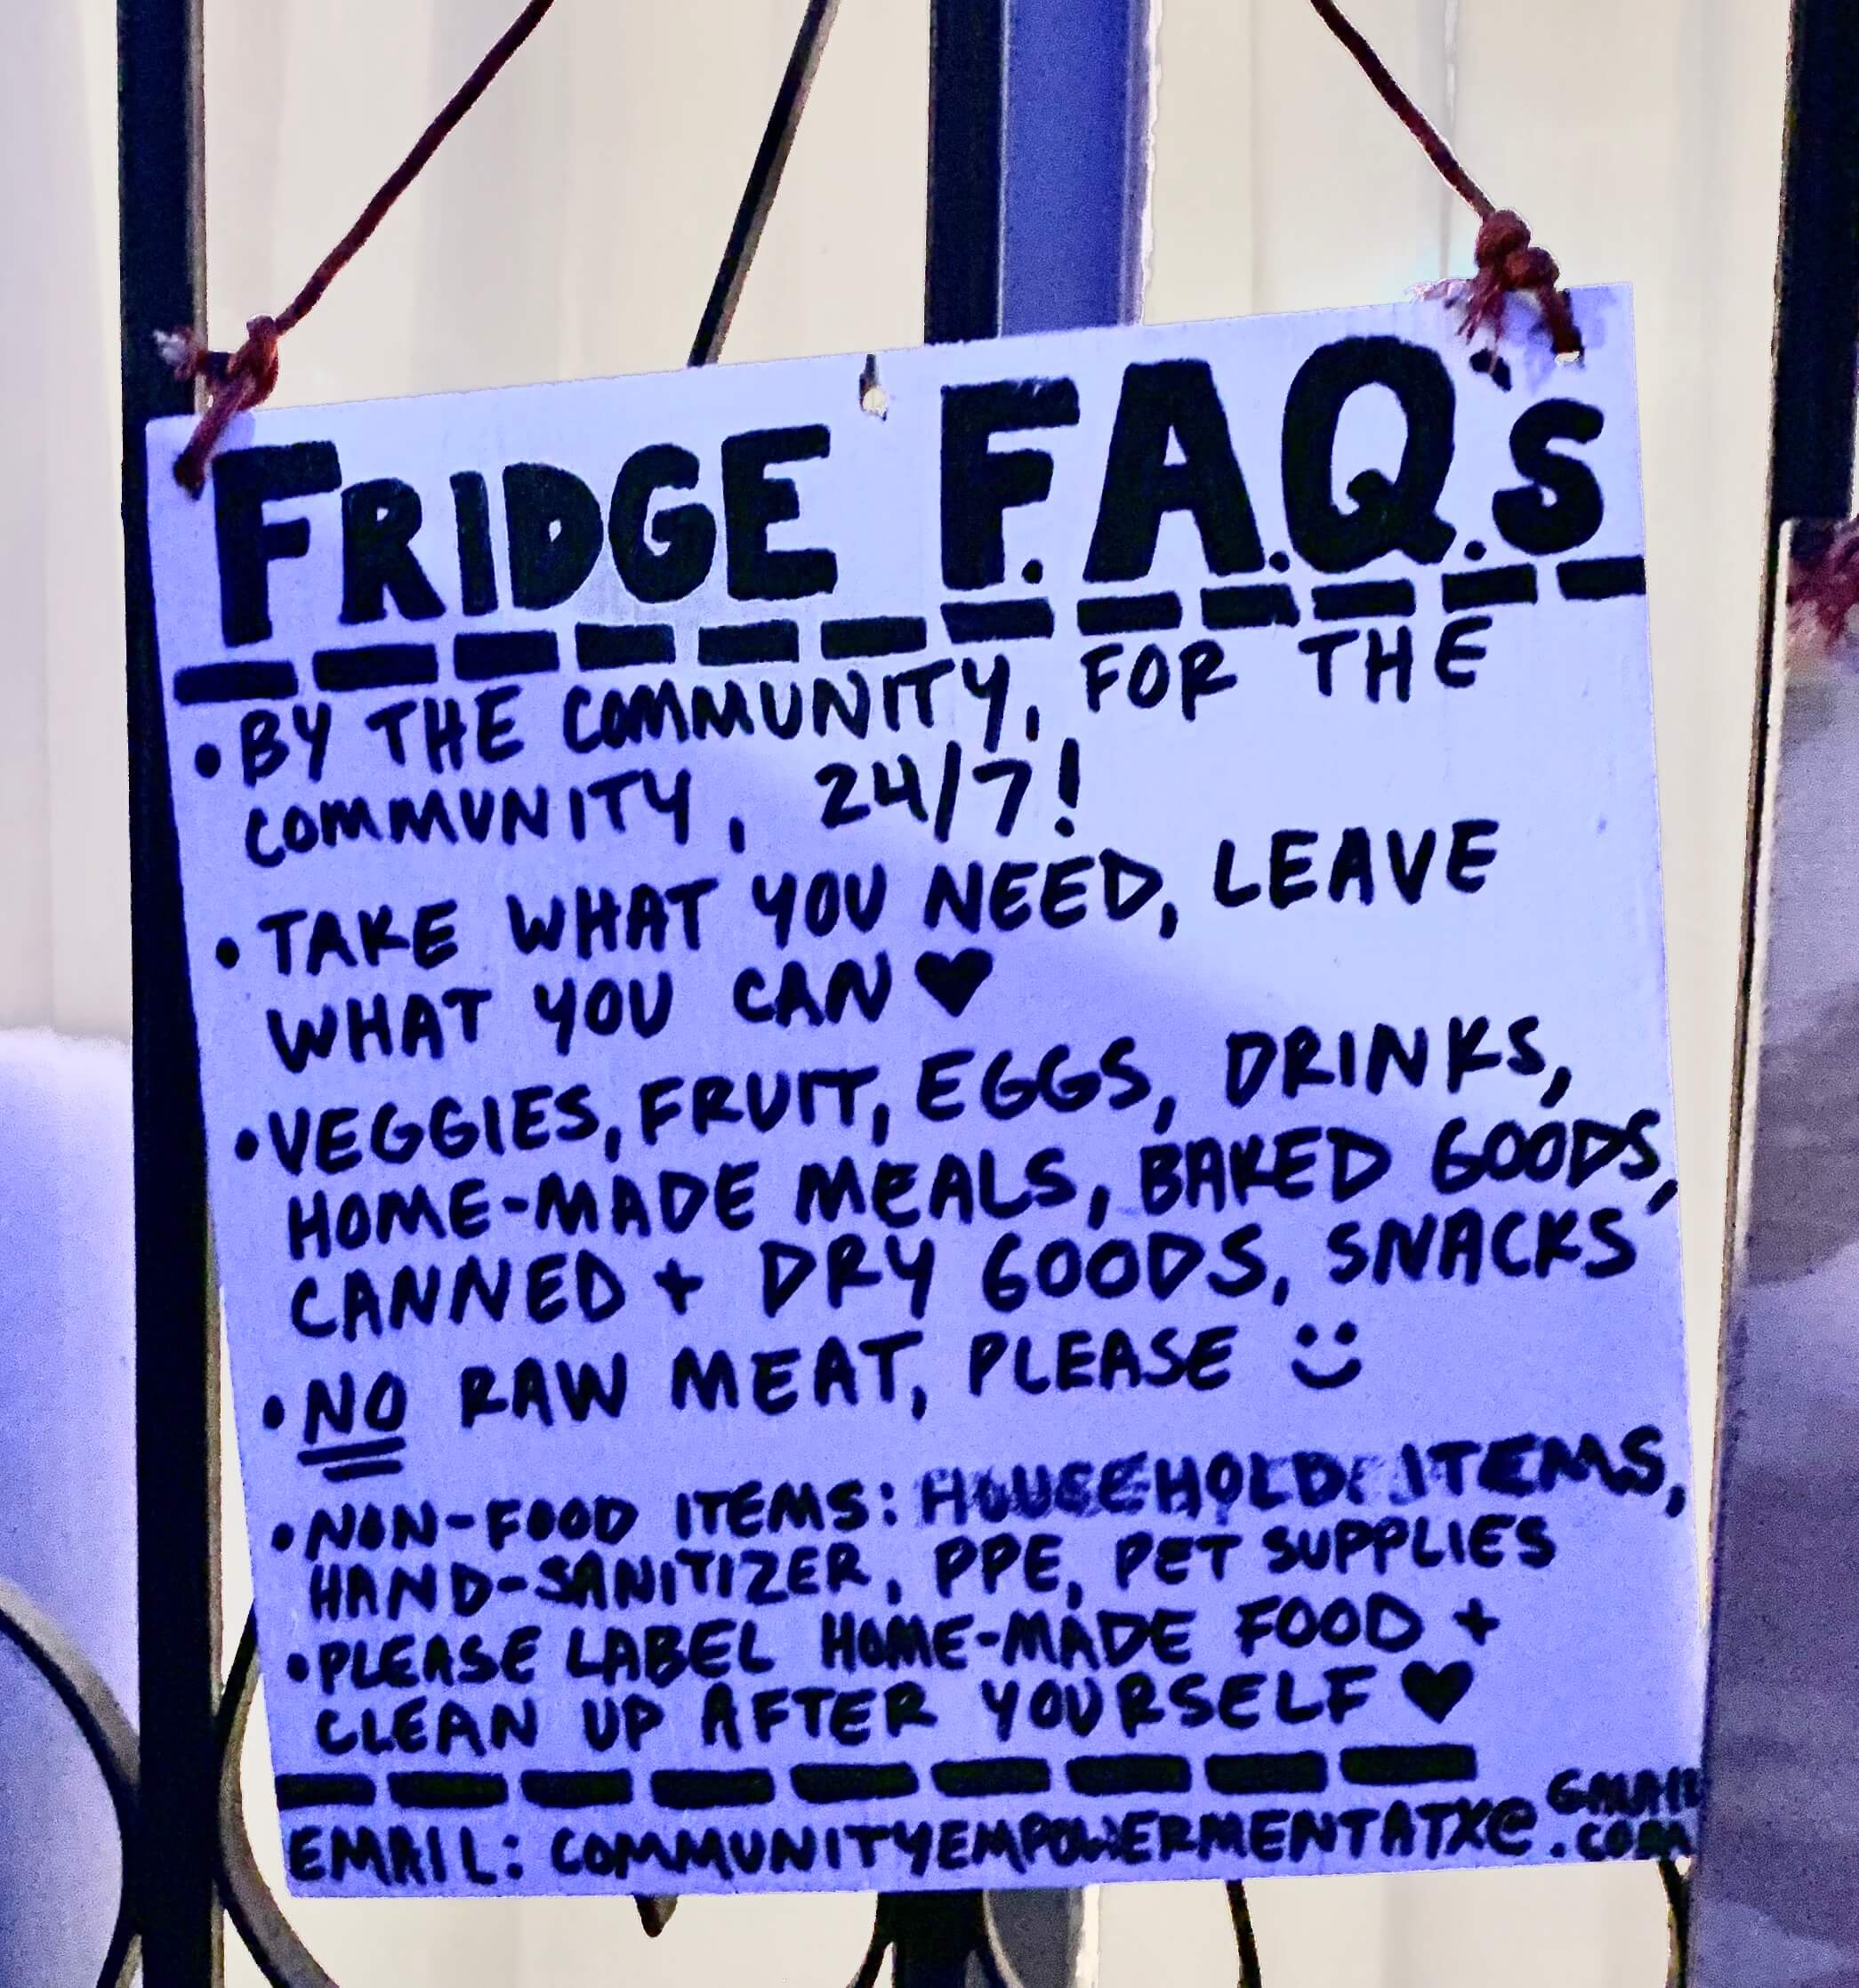 FRIDGE F.A.Q.'s
• BY THE COMMUNITY, FOR THE
COMMUNITY, 24/7!
• TAKE WHAT YOU NEED, LEAVE
WHAT YOU CAN ♥
• VEGGIES, FRUIT, EGGS, DRINKS,
HOME-MADE MEALS, BAKED GOODS,
CANNED + DRY GOODS, SNACKS
• NO RAW MEAT, PLEASE :)
• NON-FOOD ITEMS: HOUSEHOLD ITEMS,
HAND-SANITIZER, PPE, PET SUPPLIES
• PLEASE LABEL HOME-MADE FOOD +
CLEAN UP AFTER YOURSELF ♥
EMAIL: COMMUNITYEMPOWERMENTATX@GMAIL
.COM